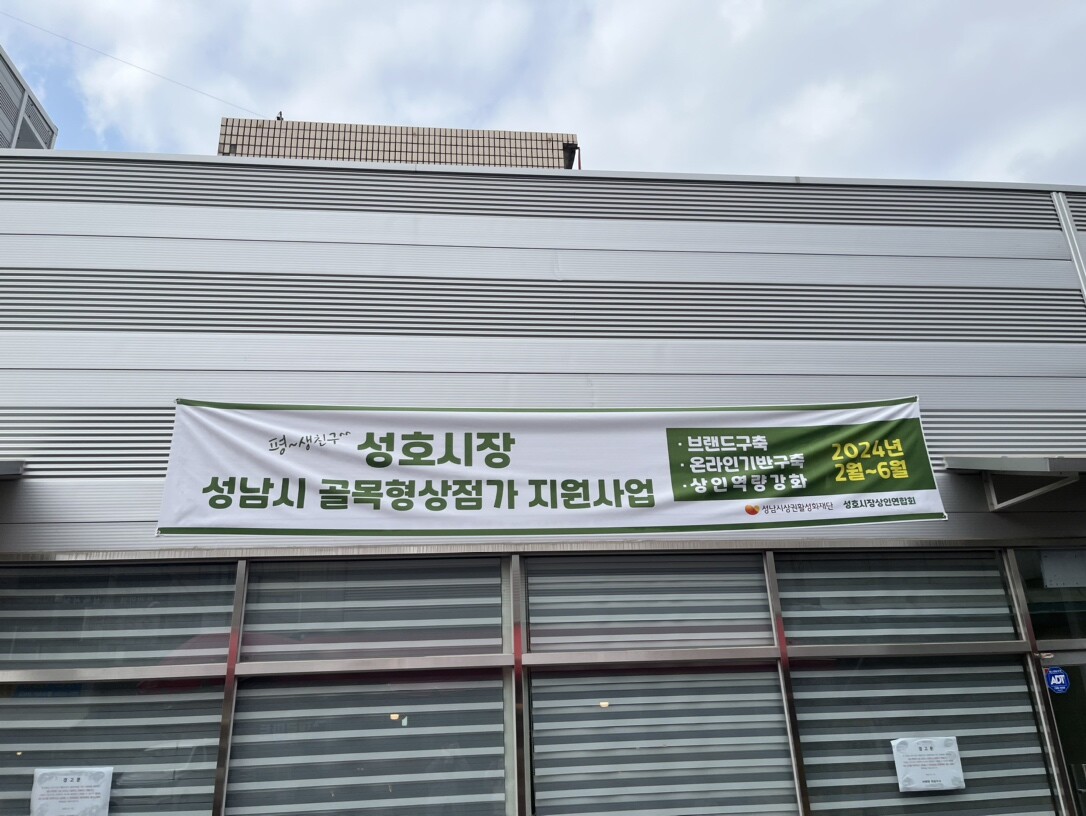 평~생친구^^ 성호시장
성남시 골목형상점가 지원사업
· 브랜드구축
· 온라인기반구축
· 상인역량강화
2024년
2월~6월
성남시상권활성화재단 성호시장상인연합회
ADT
경고문